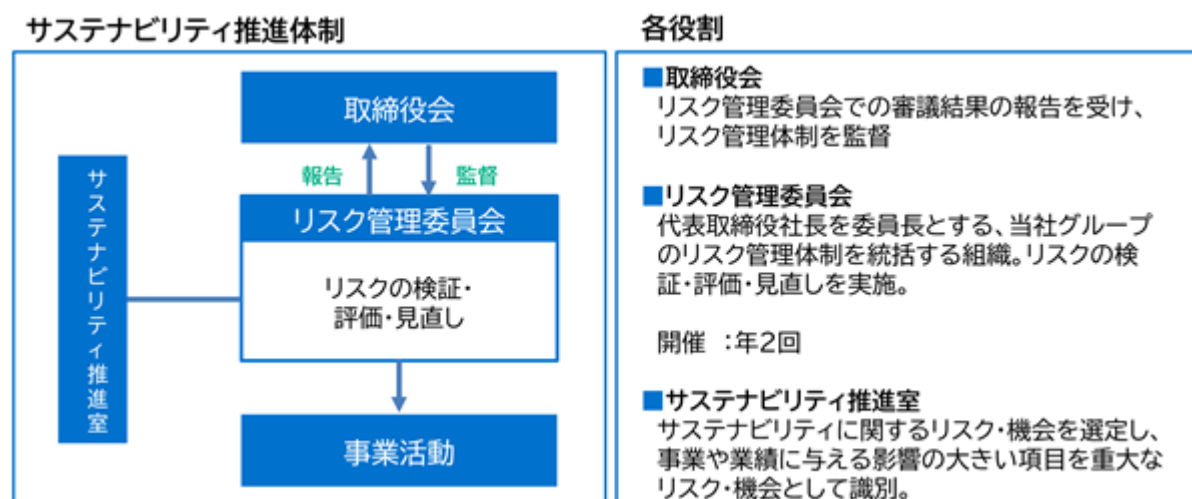 サステナビリティ推進体制
取締役会
報告
監督
リスク管理委員会
リスクの検証・
評価・見直し
サステナビリティ推進室
事業活動
各役割
■取締役会
リスク管理委員会での審議結果の報告を受け、
リスク管理体制を監督
■リスク管理委員会
代表取締役社長を委員長とする、当社グループ
のリスク管理体制を統括する組織。リスクの検
証・評価・見直しを実施。
開催 ：年2回
■サステナビリティ推進室
サステナビリティに関するリスク・機会を選定し、
事業や業績に与える影響の大きい項目を重大な
リスク・機会として識別。